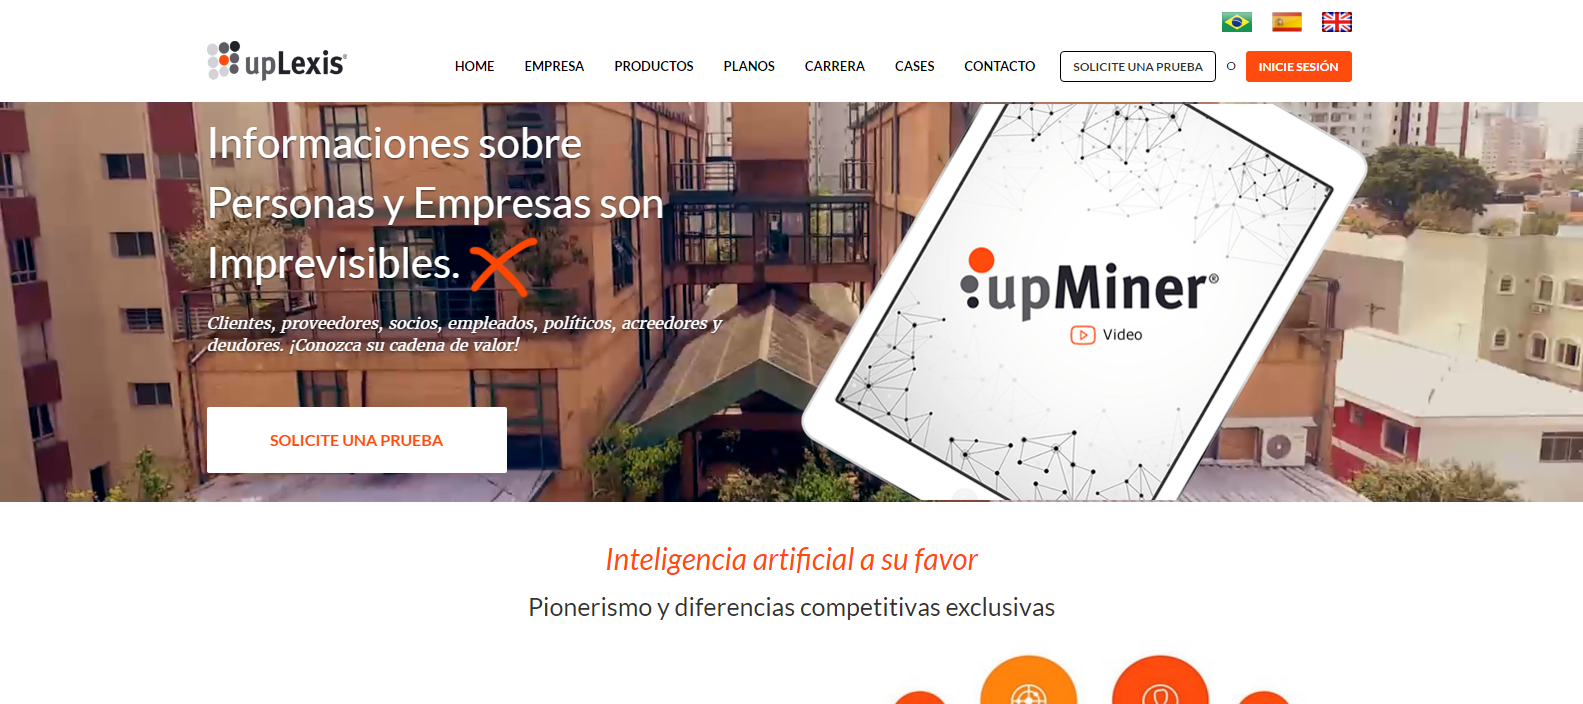 upLexis®
HOME EMPRESA PRODUCTOS PLANOS CARRERA CASES CONTACTO SOLICITE UNA PRUEBA O INICIE SESIÓN
Informaciones sobre
Personas y Empresas son
Imprevisibles.
Clientes, proveedores, socios, empleados, políticos, acreedores y
deudores. ¡Conozca su cadena de valor!
SOLICITE UNA PRUEBA
upMiner®
Video
Inteligencia artificial a su favor
Pionerismo y diferencias competitivas exclusivas